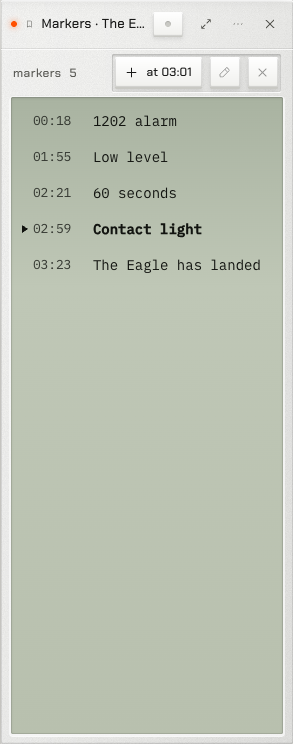 Markers · The E...
markers 5
+ at 03:01
00:18 1202 alarm
01:55 Low level
02:21 60 seconds
02:59 Contact light
03:23 The Eagle has landed